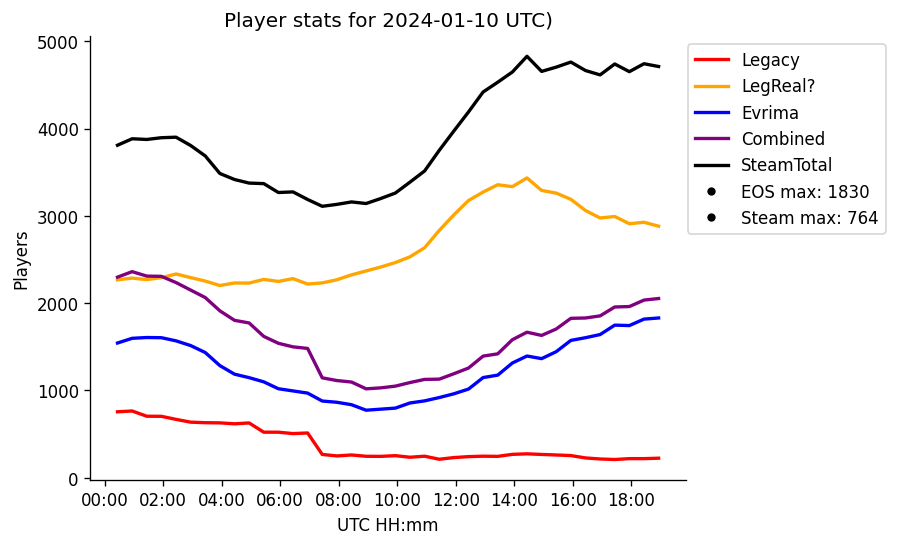 Player stats for 2024-01-10 UTC)
5000
4000
3000
2000
1000
0
Players
00:00 02:00 04:00 06:00 08:00 10:00 12:00 14:00 16:00 18:00
UTC HH:mm
Legacy
LegReal?
Evrima
Combined
SteamTotal
EOS max: 1830
Steam max: 764